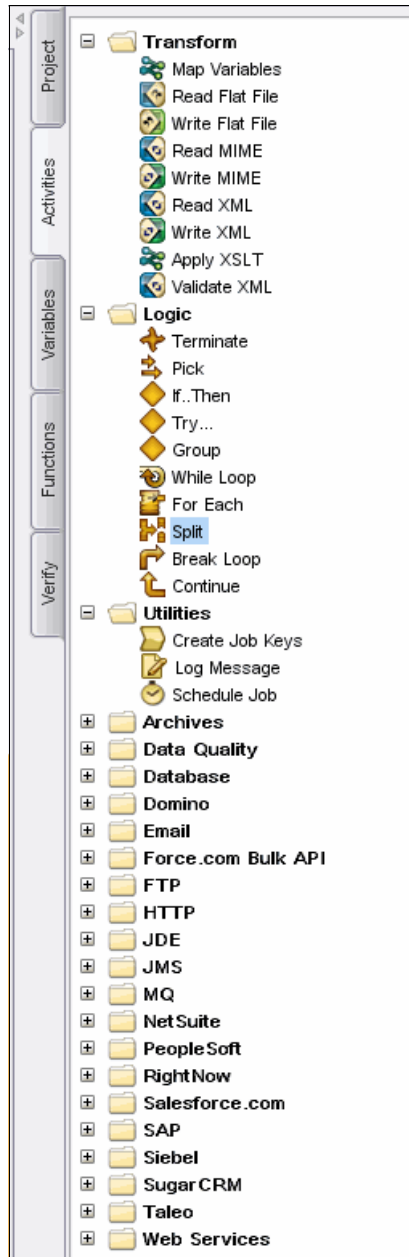 Project
Activities
Variables
Functions
Verify
Transform
Map Variables
Read Flat File
Write Flat File
Read MIME
Write MIME
Read XML
Write XML
Apply XSLT
Validate XML
Logic
Terminate
Pick
If..Then
Try...
Group
While Loop
For Each
Split
Break Loop
Continue
Utilities
Create Job Keys
Log Message
Schedule Job
Archives
Data Quality
Database
Domino
Email
Force.com Bulk API
FTP
HTTP
JDE
JMS
MQ
NetSuite
PeopleSoft
RightNow
Salesforce.com
SAP
Siebel
SugarCRM
Taleo
Web Services